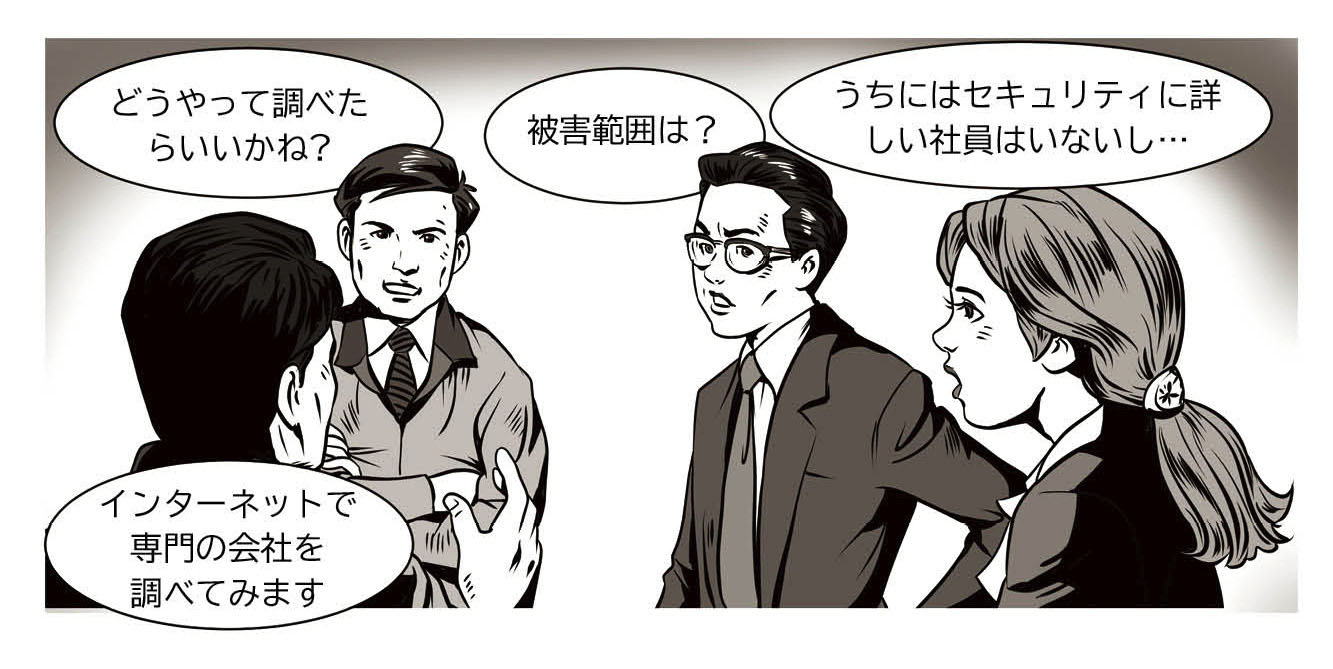 どうやって調べた
らいいかね？
被害範囲は？
うちにはセキュリティに詳
しい社員はいないし…
インターネットで
専門の会社を
調べてみます